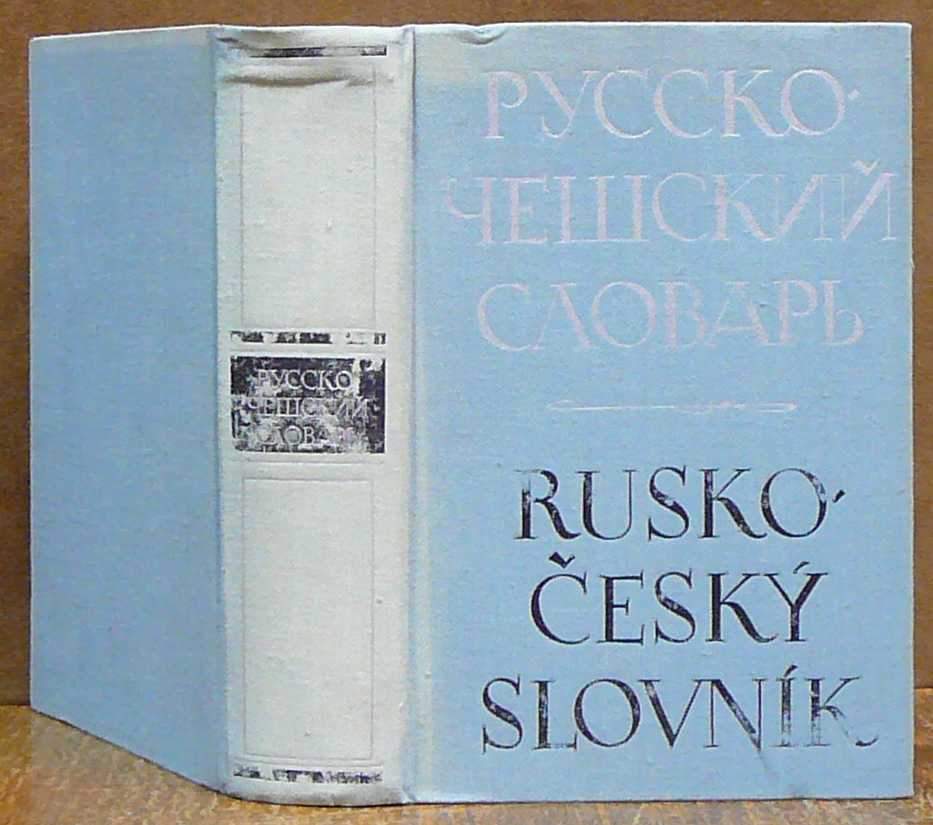 РУССКО
ЧЕШСКИЙ
СЛОВАРЬ
РУССКО-
ЧЕШСКИЙ
СЛОВАРЬ
RUSKO-
ČESKÝ
SLOVNÍK